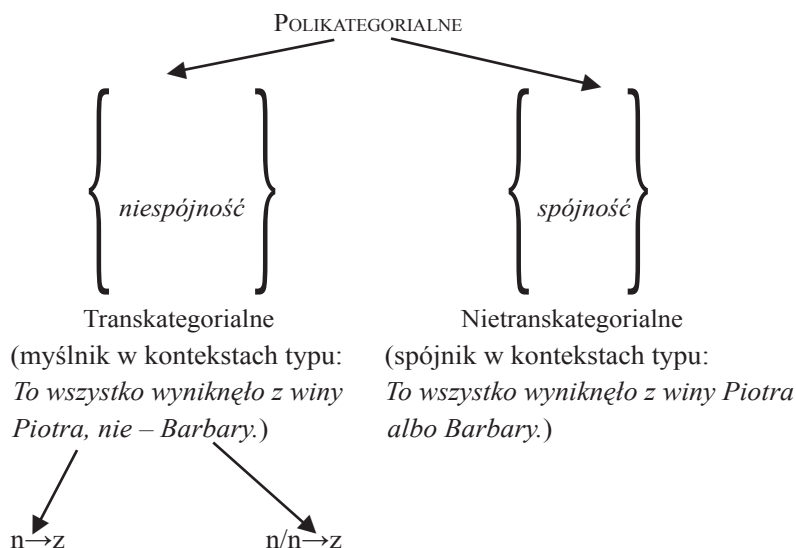 POLIKATEGORIALNE
niespójność
spójność
Transkategorialne
(myślnik w kontekstach typu:
To wszystko wyniknęło z winy
Piotra, nie – Barbary.)
Nietranskategorialne
(spójnik w kontekstach typu:
To wszystko wyniknęło z winy Piotra
albo Barbary.)
n→z
n/n→z